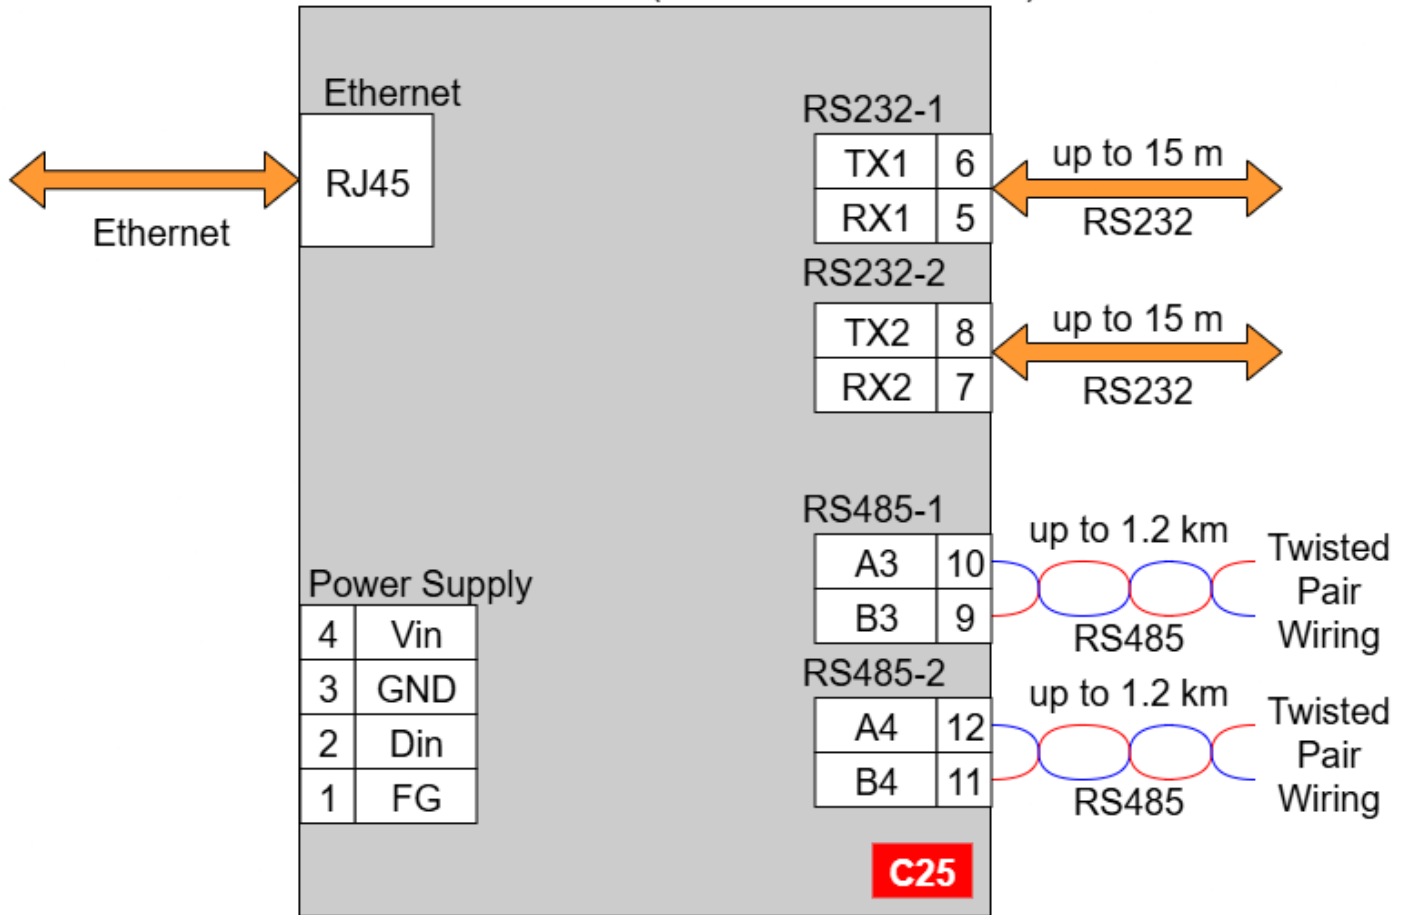 Ethernet
RJ45
Ethernet
RS232-1
TX1 6
RX1 5
up to 15 m
RS232
RS232-2
TX2 8
RX2 7
up to 15 m
RS232
RS485-1
A3 10
B3 9
up to 1.2 km
RS485
Twisted
Pair
Wiring
Power Supply
4 Vin
3 GND
2 Din
1 FG
RS485-2
A4 12
B4 11
up to 1.2 km
RS485
Twisted
Pair
Wiring
C25